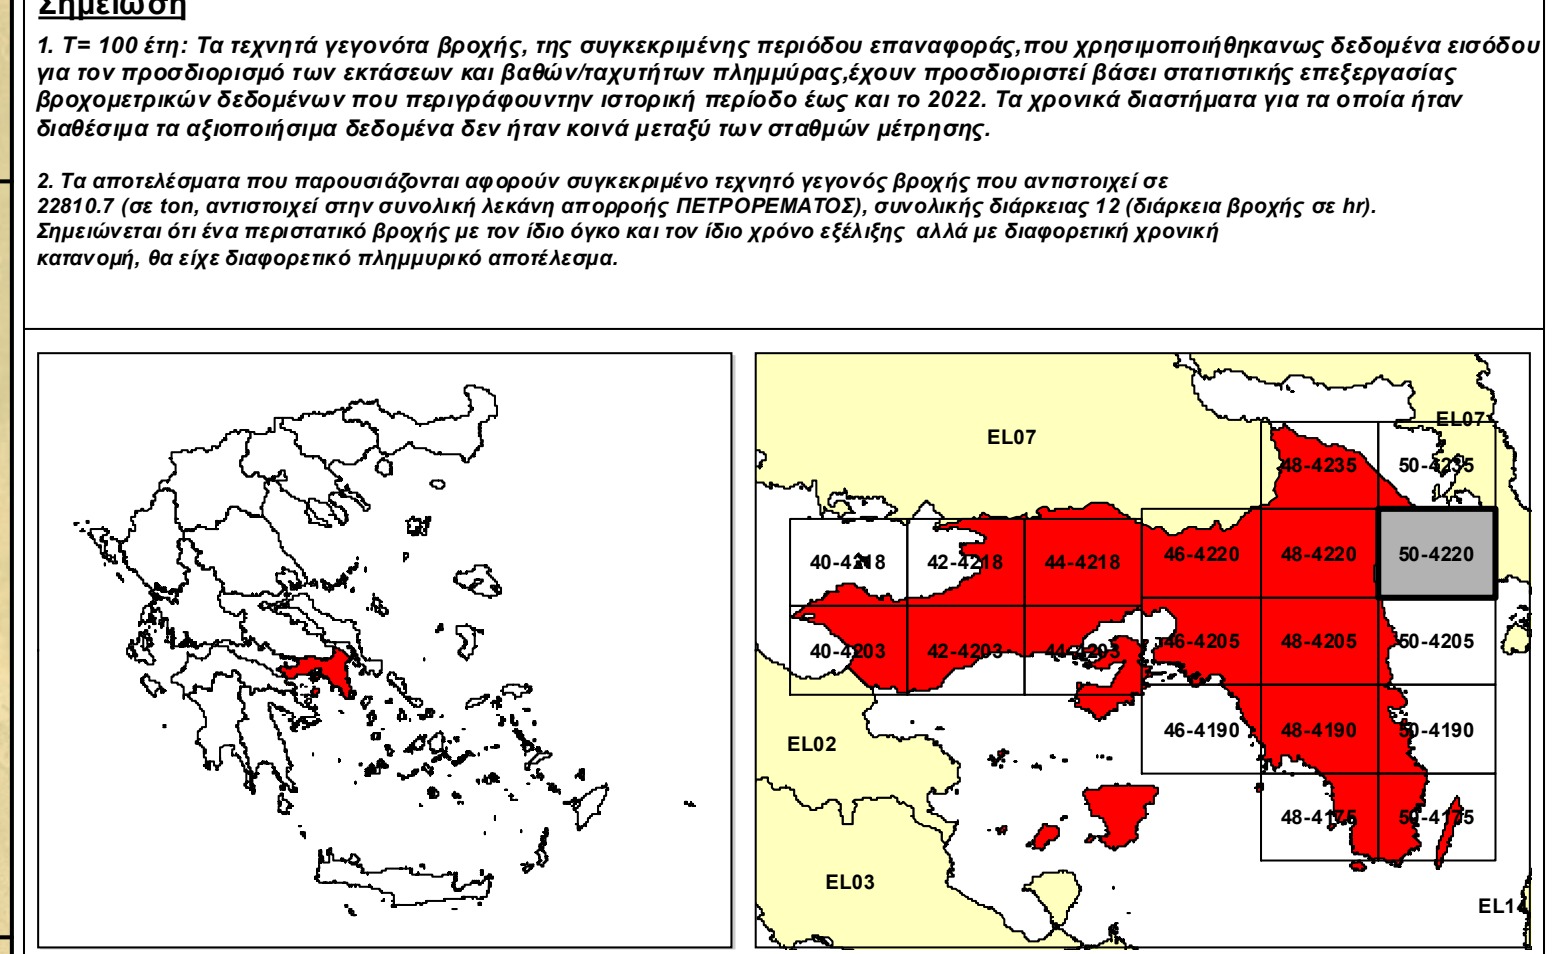 Σημείωση
1. Τ= 100 έτη: Τα τεχνητά γεγονότα βροχής, της συγκεκριμένης περιόδου επαναφοράς,που χρησιμοποιήθηκανως δεδομένα εισόδου
για τον προσδιορισμό των εκτάσεων και βαθών/ταχυτήτων πλημμύρας,έχουν προσδιοριστεί βάσει στατιστικής επεξεργασίας
βροχομετρικών δεδομένων που περιγράφουντην ιστορική περίοδο έως και το 2022. Τα χρονικά διαστήματα για τα οποία ήταν
διαθέσιμα τα αξιοποιήσιμα δεδομένα δεν ήταν κοινά μεταξύ των σταθμών μέτρησης.
2. Τα αποτελέσματα που παρουσιάζονται αφορούν συγκεκριμένο τεχνητό γεγονός βροχής που αντιστοιχεί σε
22810.7 (σε ton, αντιστοιχεί στην συνολική λεκάνη απορροής ΠΕΤΡΟΡΕΜΑΤΟΣ), συνολικής διάρκειας 12 (διάρκεια βροχής σε hr).
Σημειώνεται ότι ένα περιστατικό βροχής με τον ίδιο όγκο και τον ίδιο χρόνο εξέλιξης αλλά με διαφορετική χρονική
κατανομή, θα είχε διαφορετικό πλημμυρικό αποτέλεσμα.
EL07
EL07
48-4235 50-4235
40-4218 42-4218 44-4218 46-4220 48-4220 50-4220
40-4203 42-4203 44-4203 46-4205 48-4205 50-4205
EL02
46-4190 48-4190 50-4190
48-4175 50-4175
EL03
EL14